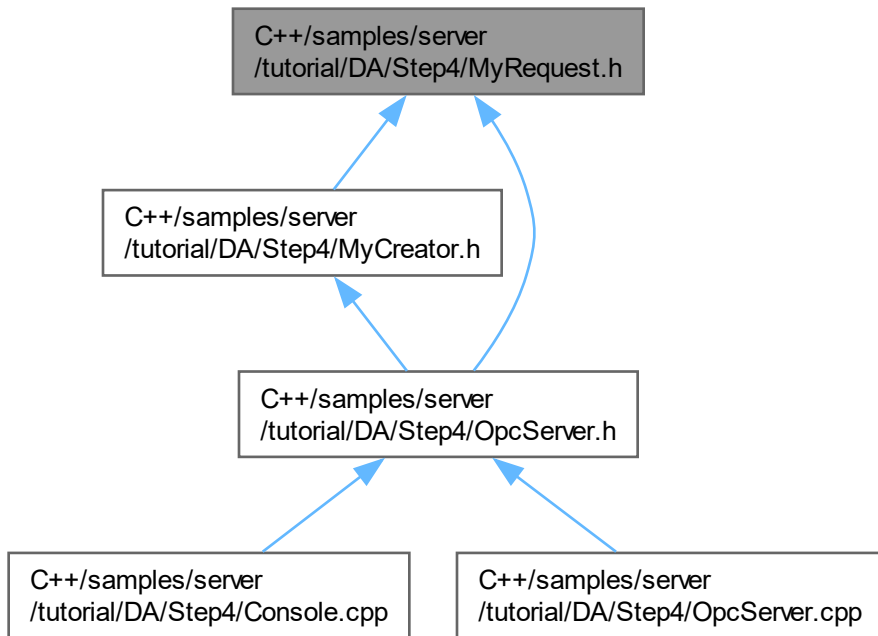 C++/samples/server
/tutorial/DA/Step4/MyRequest.h
C++/samples/server
/tutorial/DA/Step4/MyCreator.h
C++/samples/server
/tutorial/DA/Step4/OpcServer.h
C++/samples/server
/tutorial/DA/Step4/Console.cpp
C++/samples/server
/tutorial/DA/Step4/OpcServer.cpp